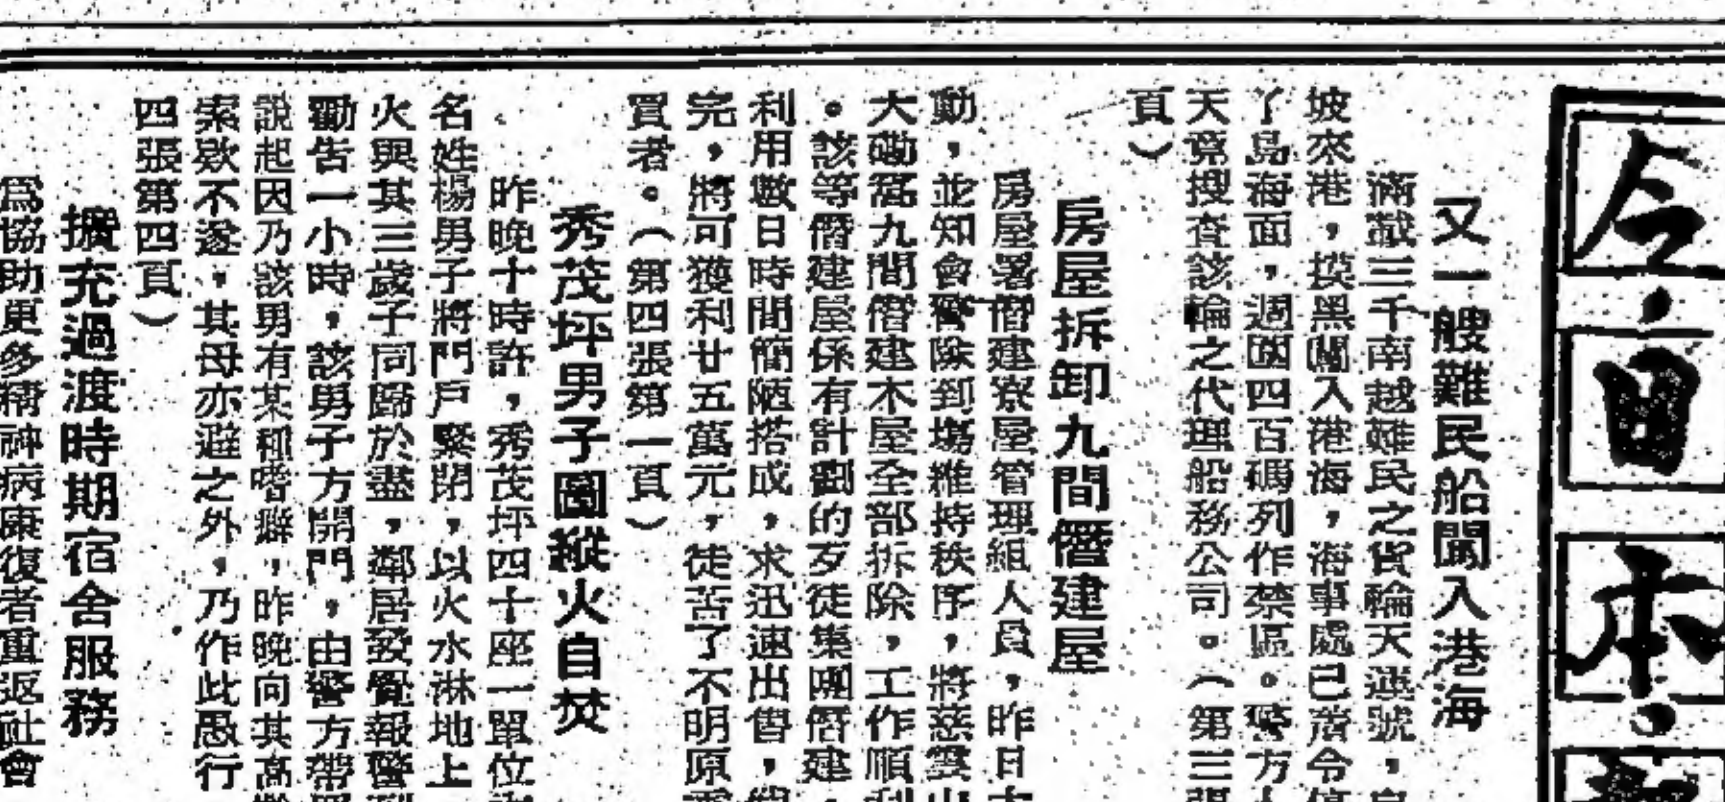 今日本
又一艘難民船闖入港海
滿載三千南越難民之貨輪天運號,
坡來港,摸黑闖入港海,海事處已着令停
了島海面,週圍四百碼列作禁區。警方
天竟搜查該輪之代理船務公司。(第三張
頁)
房屋拆卸九間僭建屋
房屋署僭建寮屋管理組人員,昨日大
動,並知會警隊到場維持秩序,將慈雲山
大磡窩九間僭建木屋全部拆除,工作順利
。該等僭建屋係有計劃的歹徒集團僭建,
利用數日時間簡陋搭成,求迅速出售,倘
完,將可獲利廿五萬元,徒苦了不明原委
買者。(第四張第一頁)
秀茂坪男子圖縱火自焚
昨晚十時許,秀茂坪四十座一單位
名姓楊男子將門戶緊閉,以火水淋地上
火與其三歲子同歸於盡,鄰居發覺報警
勸告一小時,該男子方開門,由警方帶
說起因乃該男有某種嗜癖,昨晚向其高
索欵不遂,其母亦避之外,乃作此愚行
四張第四頁)
擴充過渡時期宿舍服務
爲協助更多精神病康復者重返社會